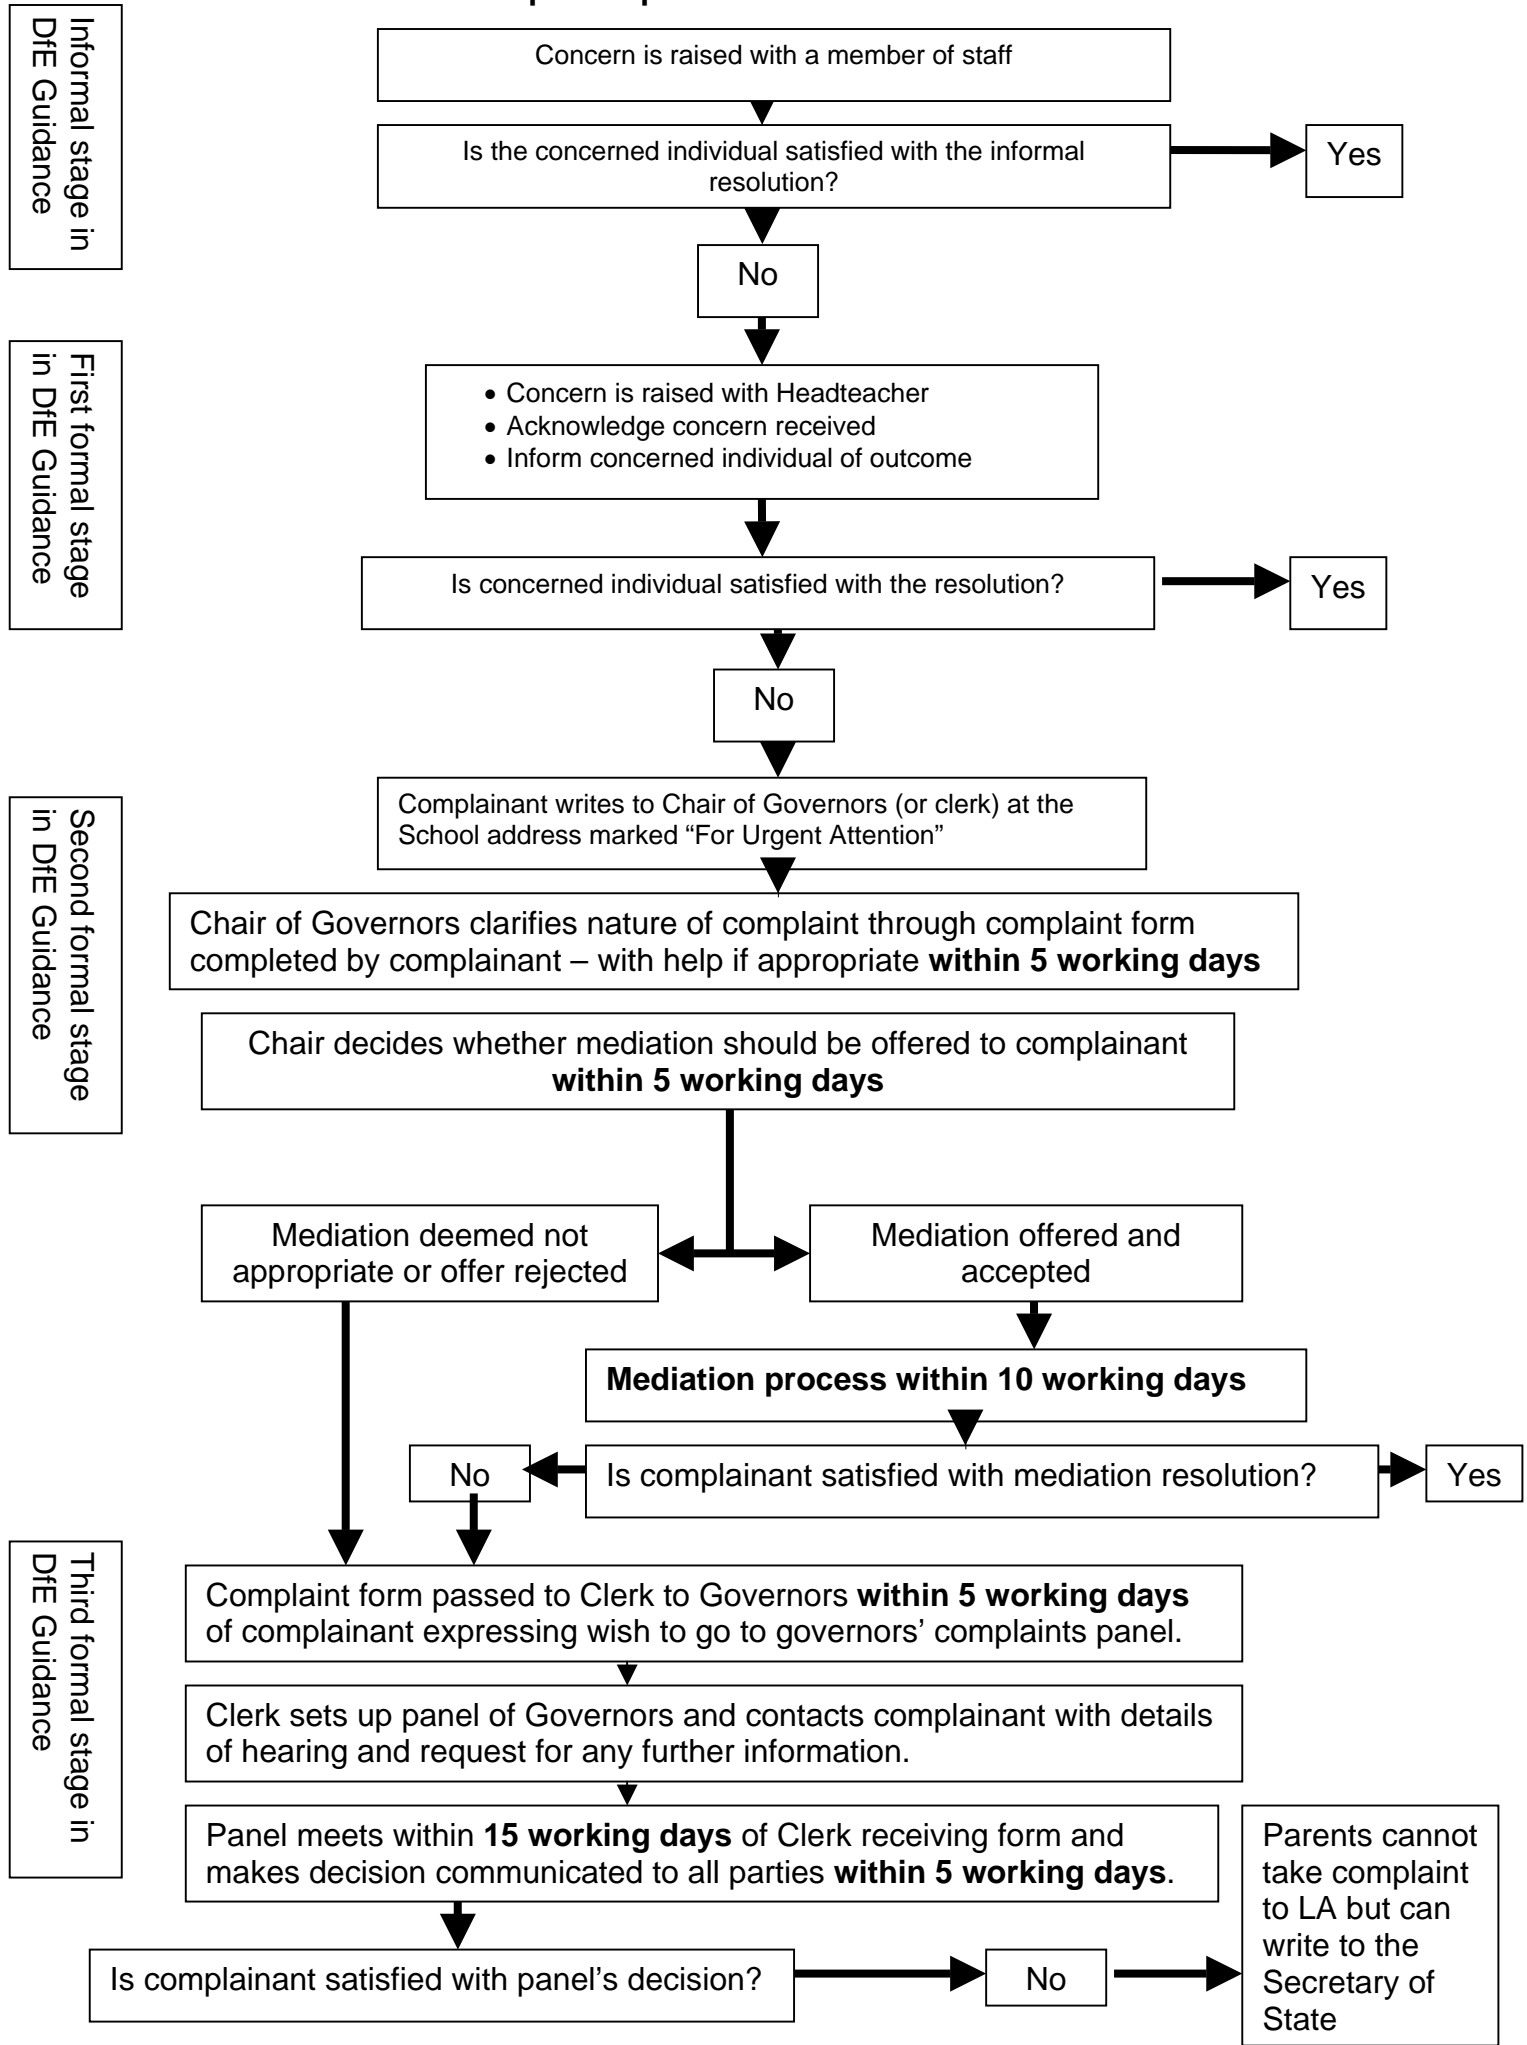 Informal stage in
DfE Guidance
Concern is raised with a member of staff
Is the concerned individual satisfied with the informal
resolution?
Yes
No
First formal stage
in DfE Guidance
• Concern is raised with Headteacher
• Acknowledge concern received
• Inform concerned individual of outcome
Is concerned individual satisfied with the resolution?
Yes
No
Second formal stage
in DfE Guidance
Complainant writes to Chair of Governors (or clerk) at the
School address marked “For Urgent Attention”
Chair of Governors clarifies nature of complaint through complaint form
completed by complainant – with help if appropriate within 5 working days
Chair decides whether mediation should be offered to complainant
within 5 working days
Mediation deemed not
appropriate or offer rejected
Mediation offered and
accepted
Mediation process within 10 working days
No
Is complainant satisfied with mediation resolution?
Yes
Third formal stage in
DfE Guidance
Complaint form passed to Clerk to Governors within 5 working days
of complainant expressing wish to go to governors’ complaints panel.
Clerk sets up panel of Governors and contacts complainant with details
of hearing and request for any further information.
Panel meets within 15 working days of Clerk receiving form and
makes decision communicated to all parties within 5 working days.
Is complainant satisfied with panel’s decision?
No
Parents cannot
take complaint
to LA but can
write to the
Secretary of
State